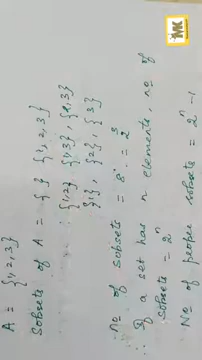 A = {1,2,3}
Subsets of A = { } {1,2,3}
{1,2} {1,3}, {2,3}
{1}, {2}, {3}
∴ no of subsets = 8 = 2³
∴ If a set has n elements, no of
subsets = 2ⁿ
No of proper subsets = 2ⁿ - 1
MK